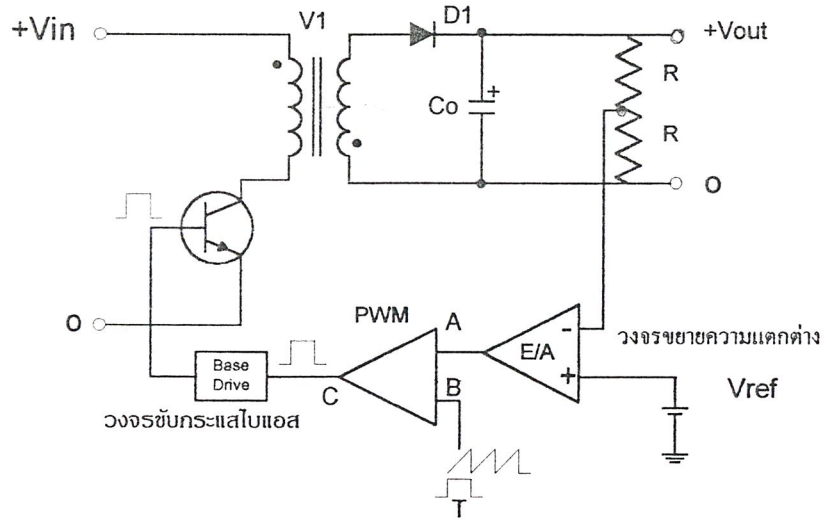 V1
D1
+Vin
+Vout
R
Co
+
R
o
o
PWM
A
E/A
-
+
วงจรขยายความแตกต่าง
Base
Drive
C
B
Vref
วงจรขับกระแสไบแอส
T